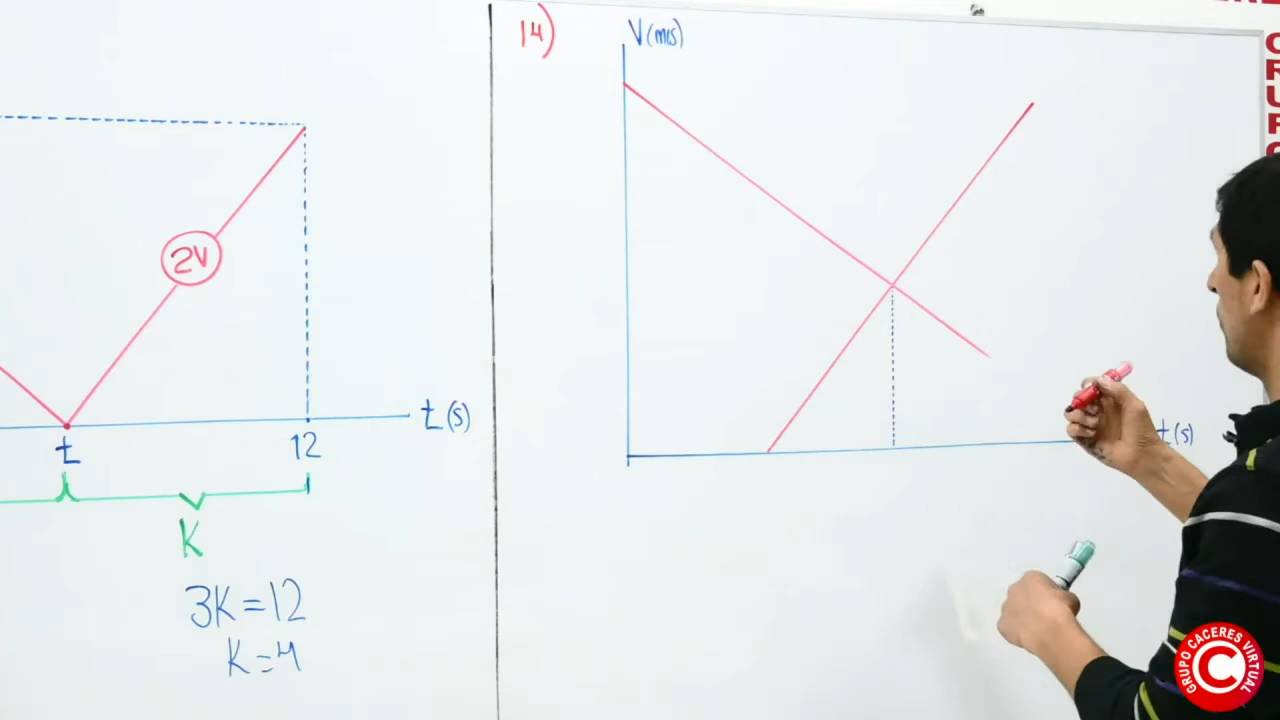 2V
t (s)
t
12
K
3K=12
K=4
14)
V(m/s)
t(s)
GRUPO CACERES VIRTUAL
C